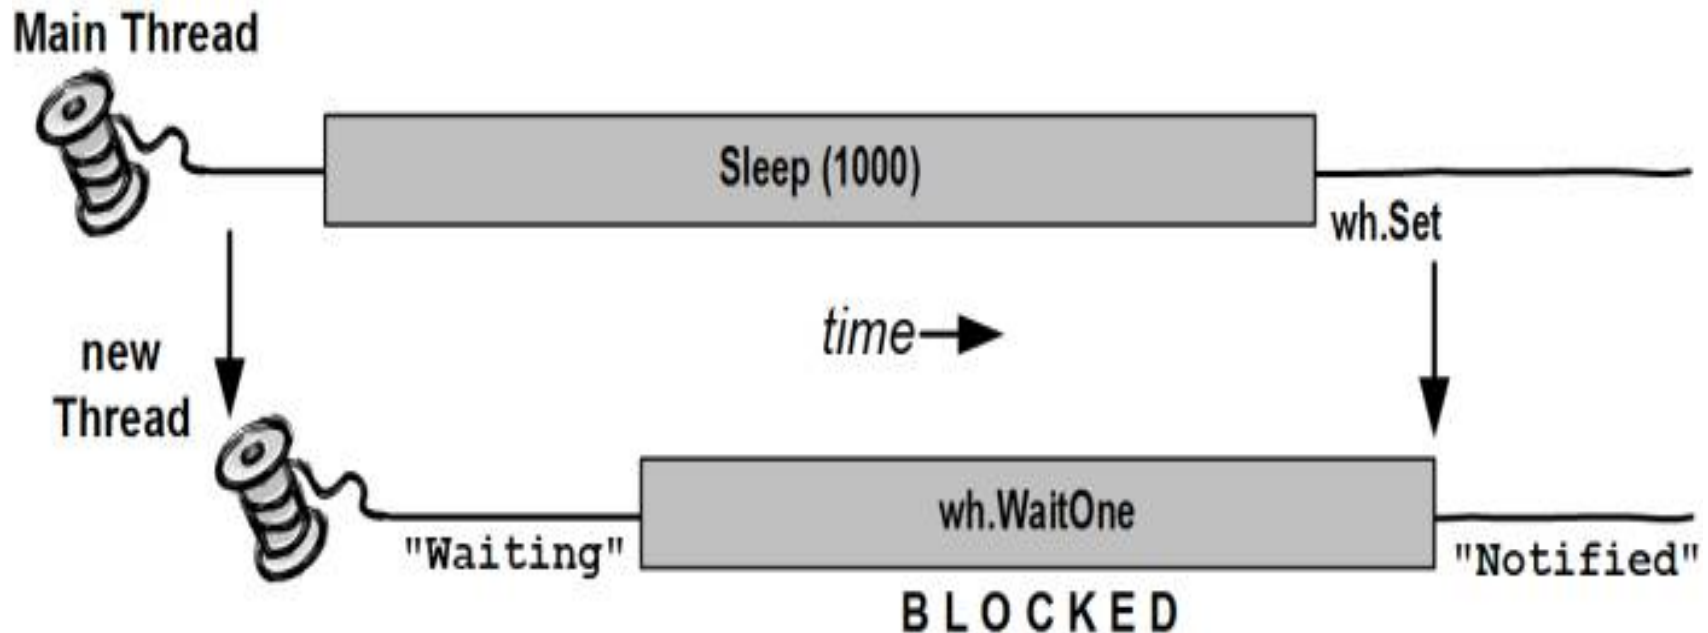 Main Thread
Sleep (1000)
wh.Set
time
new
Thread
wh.WaitOne
"Waiting"
"Notified"
BLOCKED